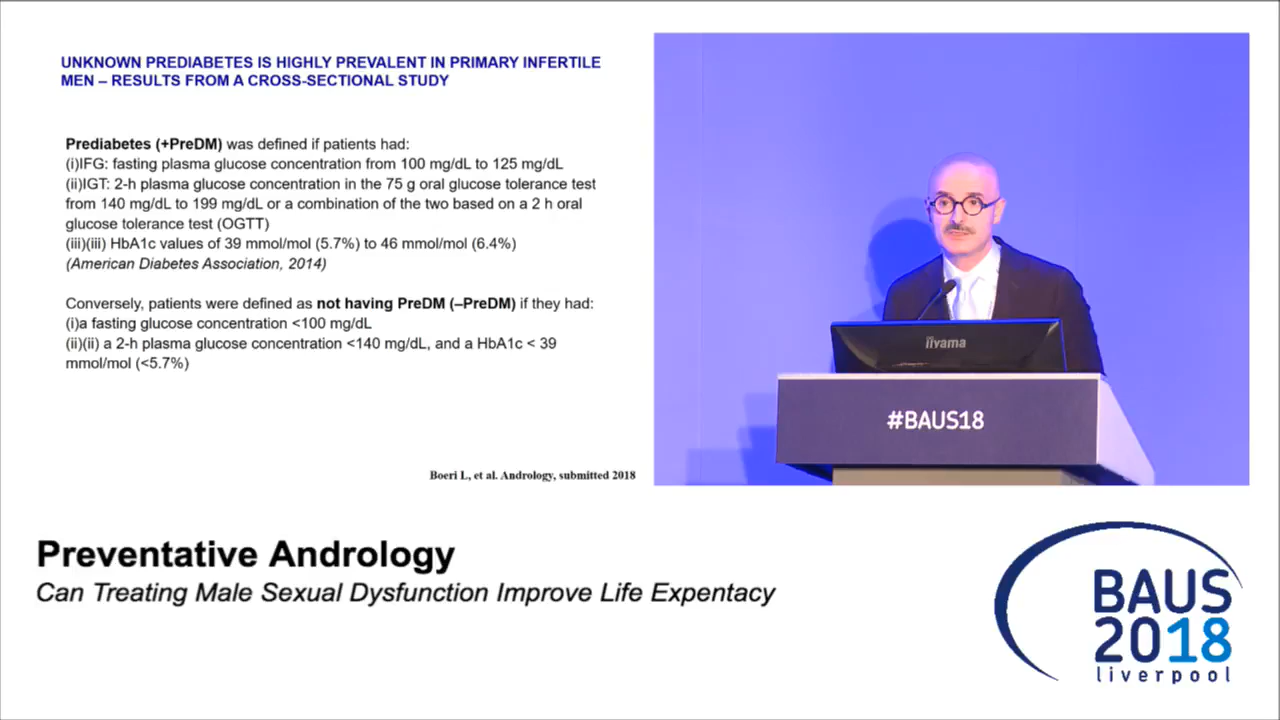 UNKNOWN PREDIABETES IS HIGHLY PREVALENT IN PRIMARY INFERTILE
MEN – RESULTS FROM A CROSS-SECTIONAL STUDY
Prediabetes (+PreDM) was defined if patients had:
(i)IFG: fasting plasma glucose concentration from 100 mg/dL to 125 mg/dL
(ii)IGT: 2-h plasma glucose concentration in the 75 g oral glucose tolerance test
from 140 mg/dL to 199 mg/dL or a combination of the two based on a 2 h oral
glucose tolerance test (OGTT)
(iii)(iii) HbA1c values of 39 mmol/mol (5.7%) to 46 mmol/mol (6.4%)
(American Diabetes Association, 2014)
Conversely, patients were defined as not having PreDM (–PreDM) if they had:
(i)a fasting glucose concentration <100 mg/dL
(ii)(ii) a 2-h plasma glucose concentration <140 mg/dL, and a HbA1c < 39
mmol/mol (<5.7%)
Boeri L, et al. Andrology, submitted 2018
iiyama
#BAUS18
Preventative Andrology
Can Treating Male Sexual Dysfunction Improve Life Expentacy
BAUS
2018
liverpool